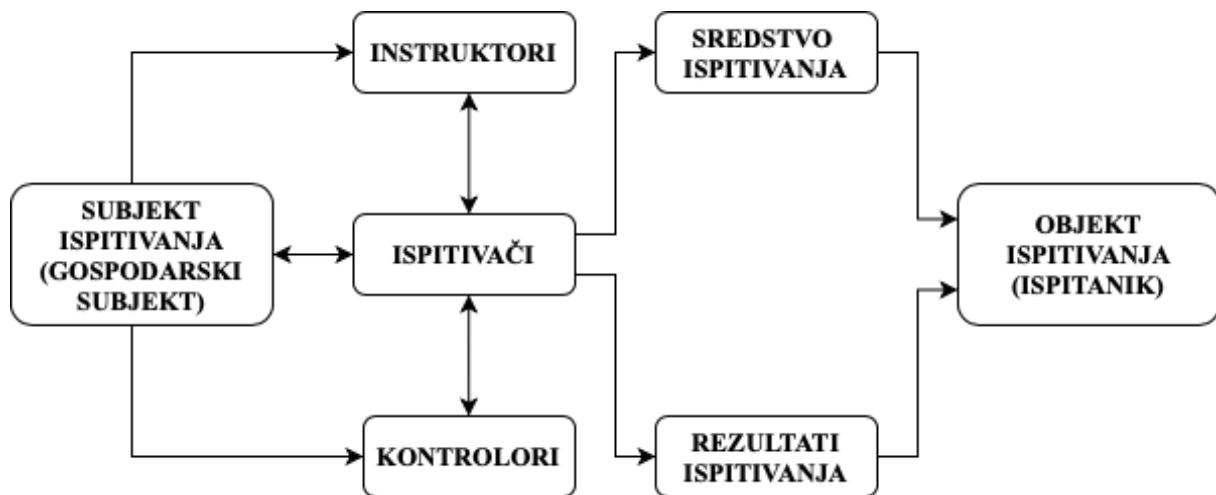 INSTRUKTORI
SREDSTVO
ISPITIVANJA
SUBJEKT
ISPITIVANJA
(GOSPODARSKI
SUBJEKT)
ISPITIVAČI
OBJEKT
ISPITIVANJA
(ISPITANIK)
KONTROLORI
REZULTATI
ISPITIVANJA